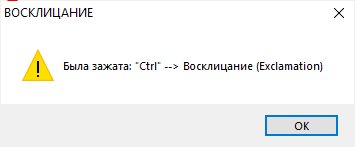 ВОСКЛИЦАНИЕ
Была зажата: "Ctrl" --> Восклицание (Exclamation)
ОК